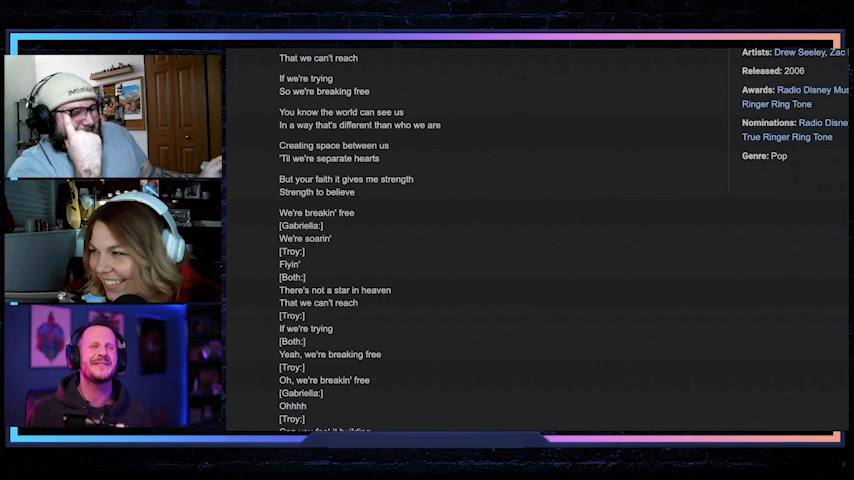 That we can't reach
If we're trying
So we're breaking free
You know the world can see us
In a way that's different than who we are
Creating space between us
'Til we're separate hearts
But your faith it gives me strength
Strength to believe
We're breakin' free
[Gabriella:]
We're soarin'
[Troy:]
Flyin'
[Both:]
There's not a star in heaven
That we can't reach
[Troy:]
If we're trying
[Both:]
Yeah, we're breaking free
[Troy:]
Oh, we're breakin' free
[Gabriella:]
Ohhhh
[Troy:]
Can you feel it building
Artists: Drew Seeley, Zac
Released: 2006
Awards: Radio Disney Mus
Ringer Ring Tone
Nominations: Radio Disne
True Ringer Ring Tone
Genre: Pop